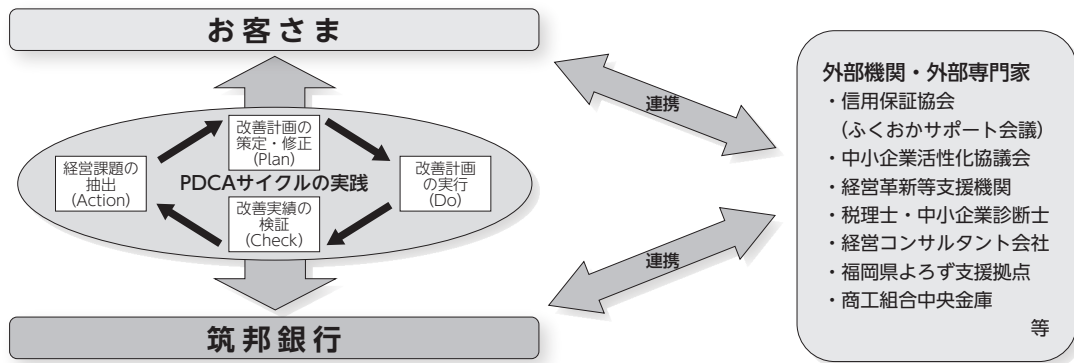 お客さま
改善計画の
策定・修正
(Plan)
経営課題の
抽出
(Action)
PDCAサイクルの実践
改善計画
の実行
(Do)
改善実績の
検証
(Check)
筑邦銀行
連携
連携
外部機関・外部専門家
・信用保証協会
(ふくおかサポート会議)
・中小企業活性化協議会
・経営革新等支援機関
・税理士・中小企業診断士
・経営コンサルタント会社
・福岡県よろず支援拠点
・商工組合中央金庫
等